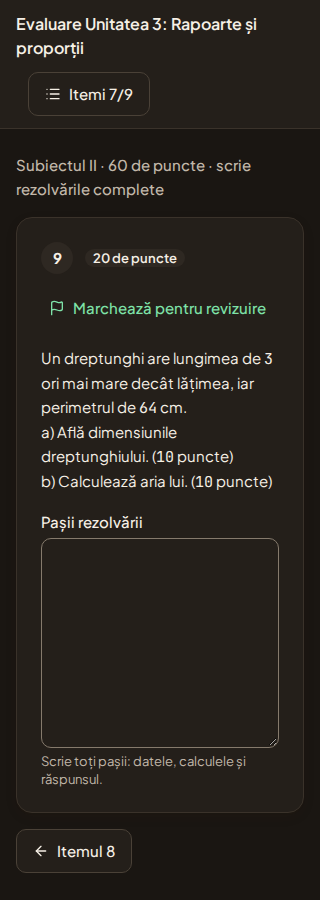 Evaluare Unitatea 3: Rapoarte și
proporții
Itemi 7/9
Subiectul II · 60 de puncte · scrie
rezolvările complete
9
20 de puncte
Marchează pentru revizuire
Un dreptunghi are lungimea de 3
ori mai mare decât lățimea, iar
perimetrul de 64 cm.
a) Află dimensiunile
dreptunghiului. (10 puncte)
b) Calculează aria lui. (10 puncte)
Pașii rezolvării
Scrie toți pașii: datele, calculele și
răspunsul.
Itemul 8